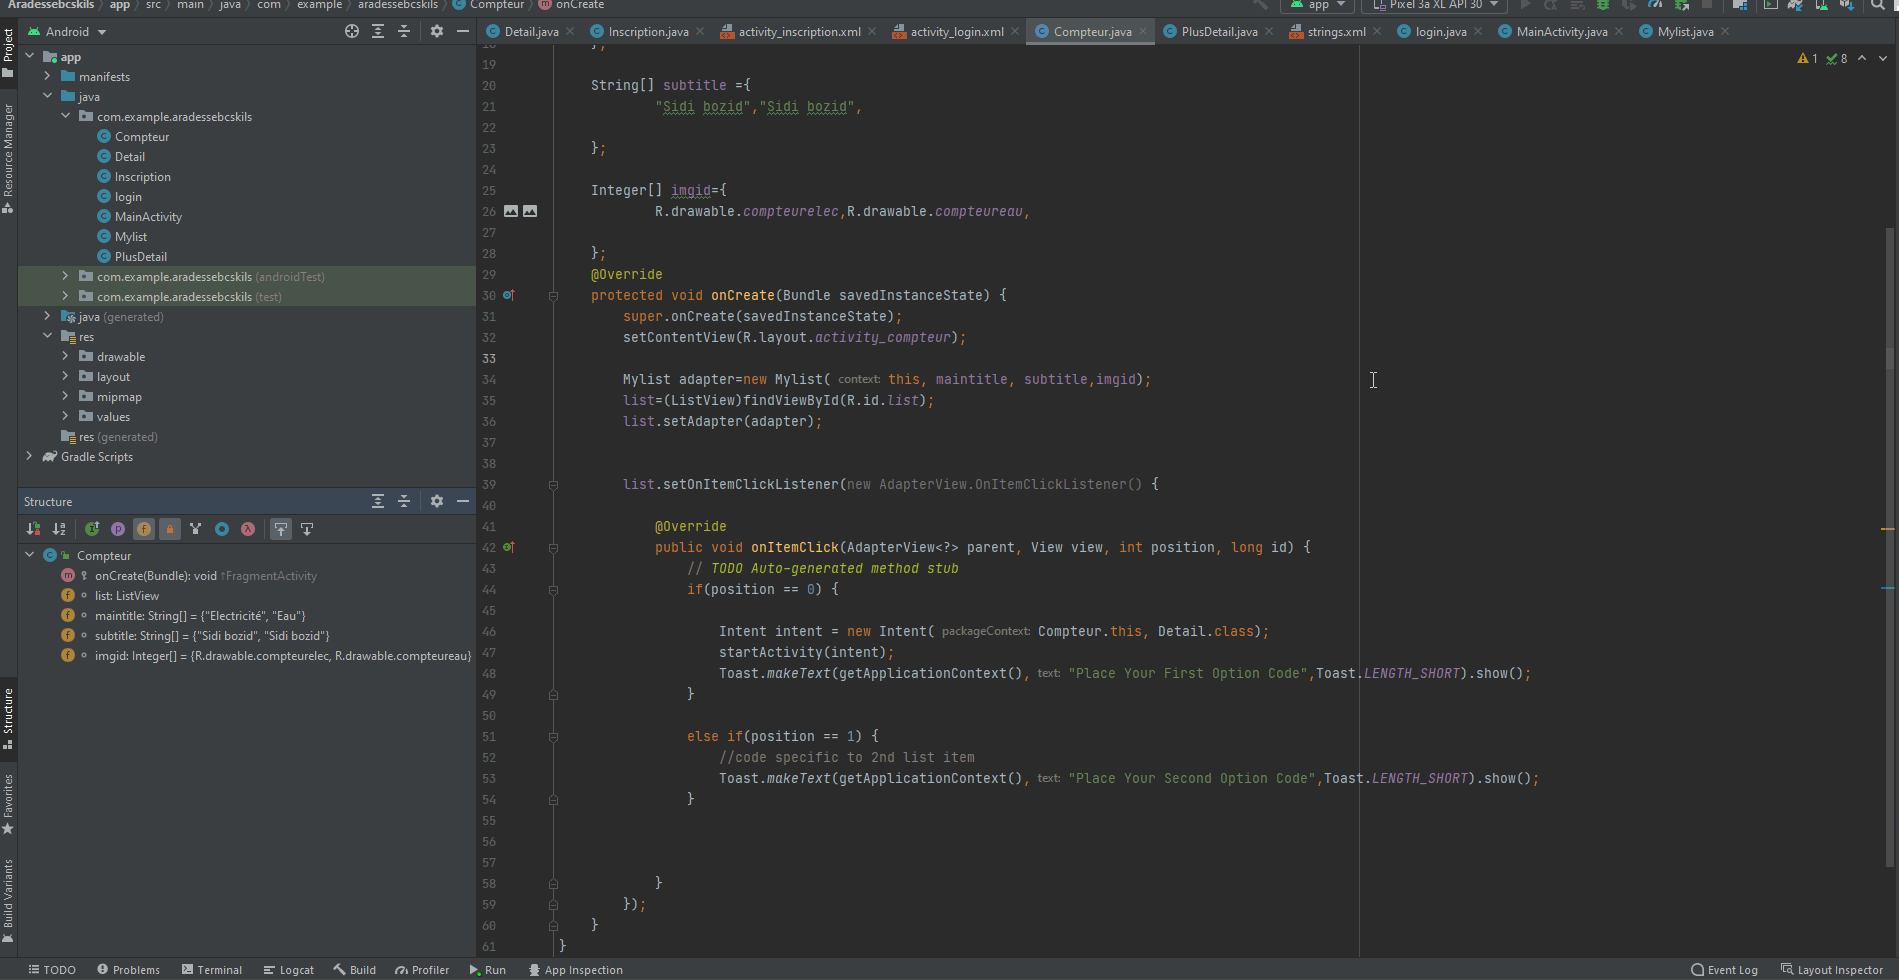 Aradessebcskils app src main java com example aradessebcskils Compteur onCreate
app Pixel 3a XL API 30
Android
Detail.java Inscription.java activity_inscription.xml activity_login.xml Compteur.java PlusDetail.java strings.xml login.java MainActivity.java Mylist.java
Project
Resource Manager
Structure
Favorites
Build Variants
app
manifests
java
com.example.aradessebcskils
Compteur
Detail
Inscription
login
MainActivity
Mylist
PlusDetail
com.example.aradessebcskils (androidTest)
com.example.aradessebcskils (test)
java (generated)
res
drawable
layout
mipmap
values
res (generated)
Gradle Scripts
Structure
Compteur
onCreate(Bundle): void ↑FragmentActivity
list: ListView
maintitle: String[] = {"Electricité", "Eau"}
subtitle: String[] = {"Sidi bozid", "Sidi bozid"}
imgid: Integer[] = {R.drawable.compteurelec, R.drawable.compteureau}
1 8
18 };
19
20 String[] subtitle ={
21 "Sidi bozid","Sidi bozid",
22
23 };
24
25 Integer[] imgid={
26 R.drawable.compteurelec,R.drawable.compteureau,
27
28 };
29 @Override
30 protected void onCreate(Bundle savedInstanceState) {
31 super.onCreate(savedInstanceState);
32 setContentView(R.layout.activity_compteur);
33
34 Mylist adapter=new Mylist( context: this, maintitle, subtitle,imgid);
35 list=(ListView)findViewById(R.id.list);
36 list.setAdapter(adapter);
37
38
39 list.setOnItemClickListener(new AdapterView.OnItemClickListener() {
40
41 @Override
42 public void onItemClick(AdapterView<?> parent, View view, int position, long id) {
43 // TODO Auto-generated method stub
44 if(position == 0) {
45
46 Intent intent = new Intent( packageContext: Compteur.this, Detail.class);
47 startActivity(intent);
48 Toast.makeText(getApplicationContext(), text: "Place Your First Option Code",Toast.LENGTH_SHORT).show();
49 }
50
51 else if(position == 1) {
52 //code specific to 2nd list item
53 Toast.makeText(getApplicationContext(), text: "Place Your Second Option Code",Toast.LENGTH_SHORT).show();
54 }
55
56
57
58 }
59 });
60 }
61 }
TODO Problems Terminal Logcat Build Profiler Run App Inspection Event Log Layout Inspector